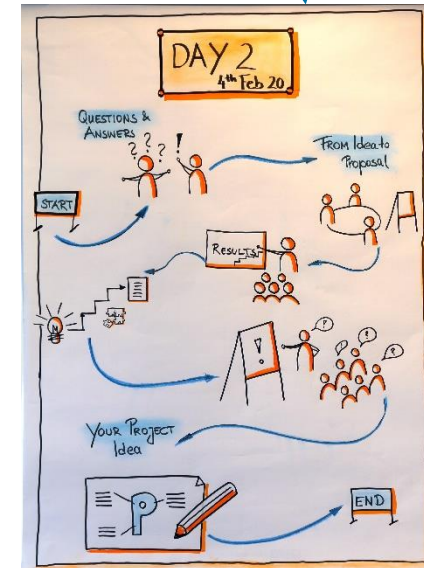 DAY 2
4th Feb 20
QUESTIONS &
ANSWERS
? ? ? !
FROM Idea to
Proposal
START
RESULTS
!
? ! ? ! ?
YOUR PROJECT
Idea
P
END